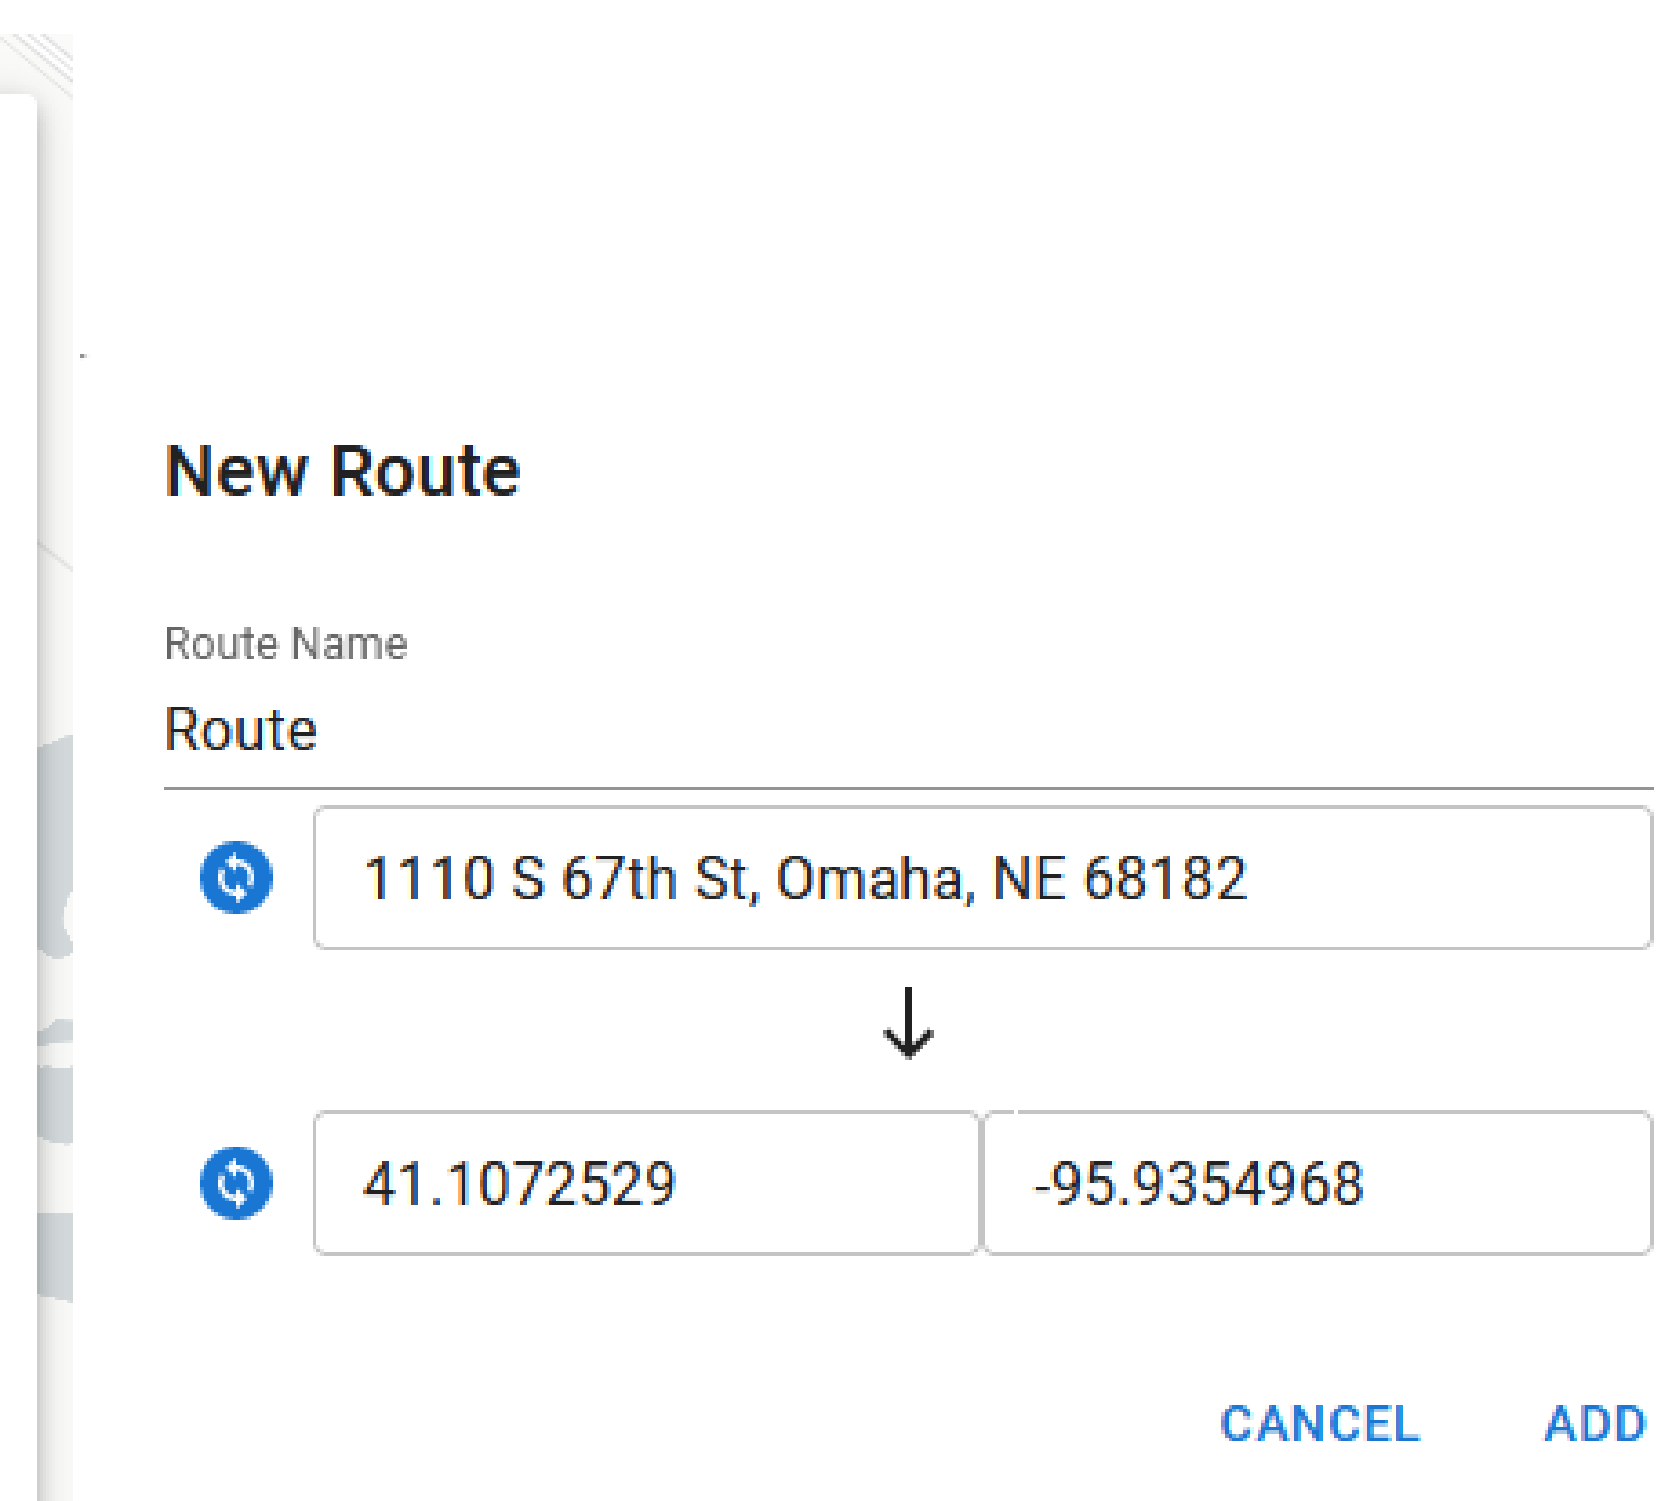 New Route
Route Name
Route
1110 S 67th St, Omaha, NE 68182
41.1072529 -95.9354968
CANCEL ADD